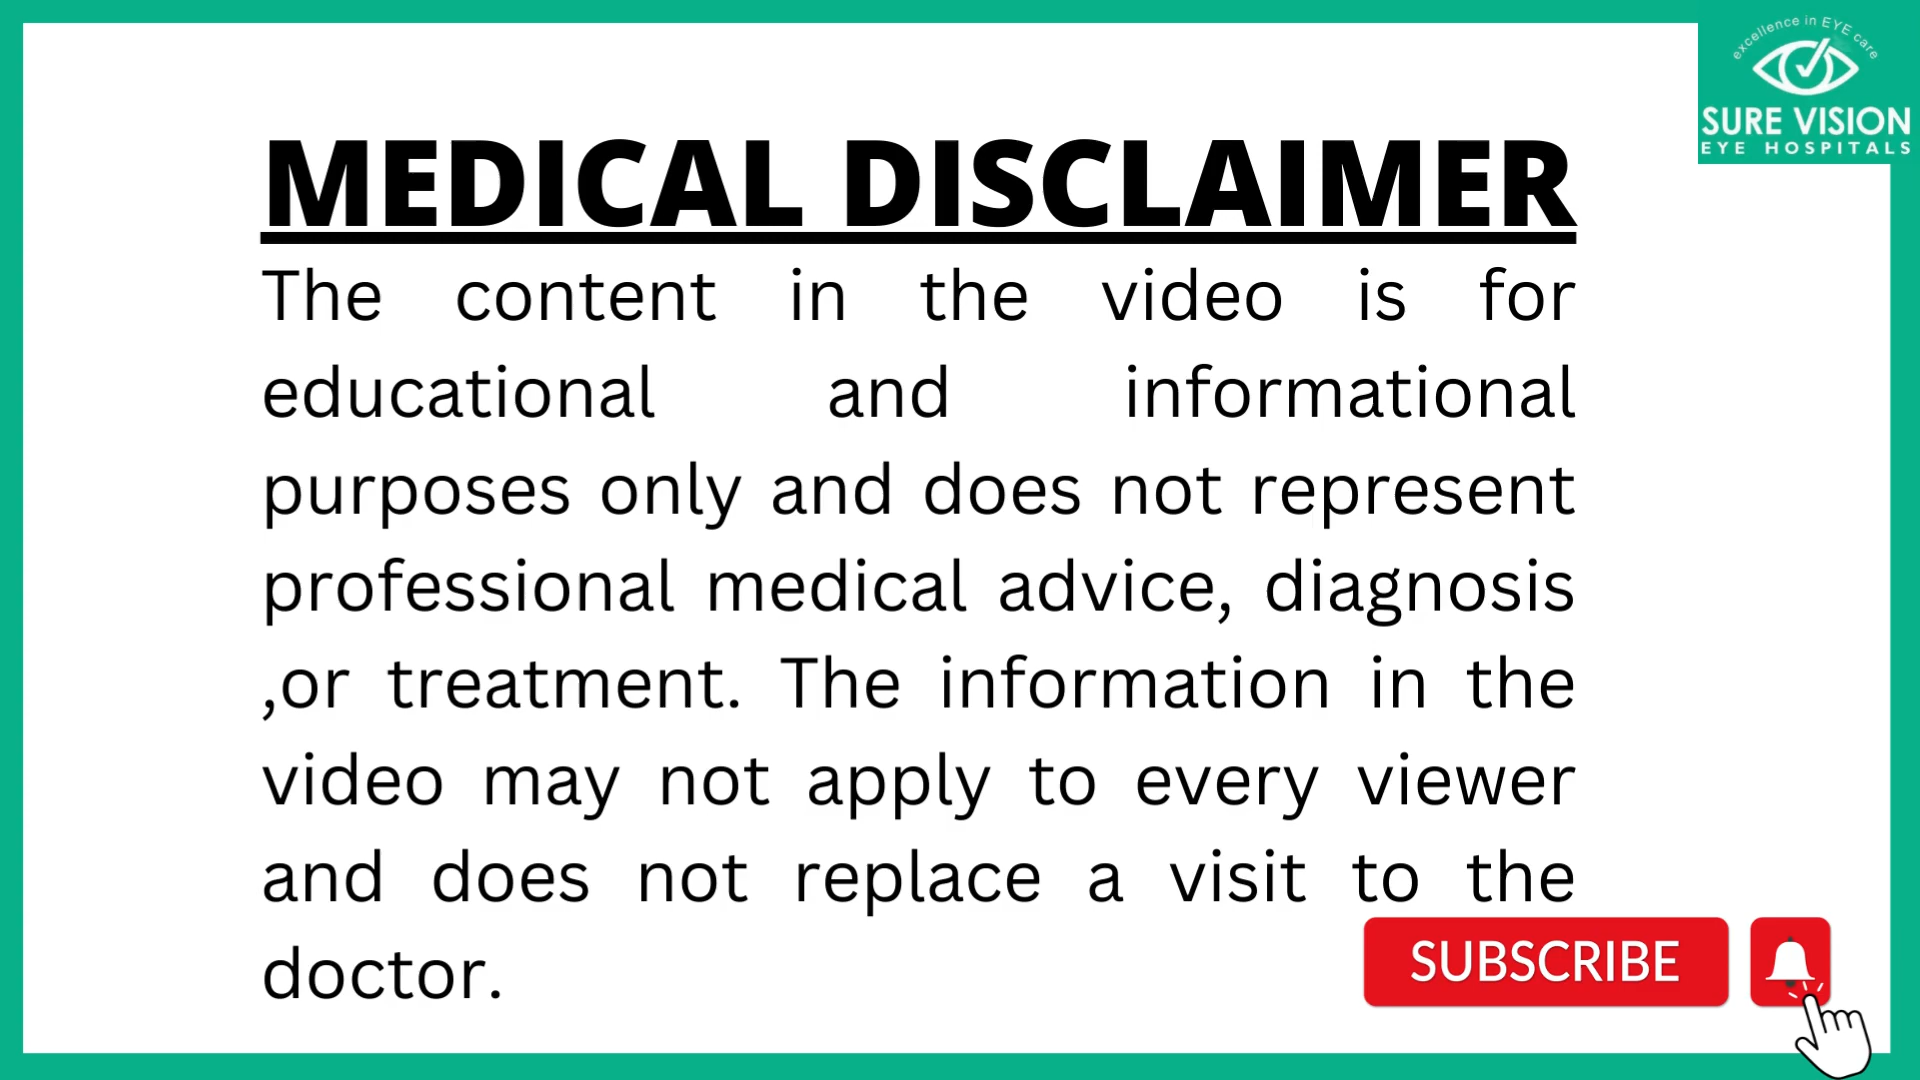 excellence in EYE care
SURE VISION
EYE HOSPITALS
MEDICAL DISCLAIMER
The content in the video is for
educational and informational
purposes only and does not represent
professional medical advice, diagnosis
,or treatment. The information in the
video may not apply to every viewer
and does not replace a visit to the
doctor.
SUBSCRIBE